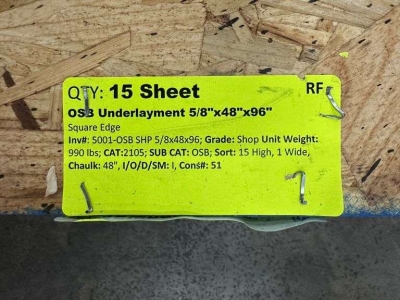 QTY: 15 Sheet RF
OSB Underlayment 5/8"x48"x96"
Square Edge
Inv#: 5001-OSB SHP 5/8x48x96; Grade: Shop Unit Weight:
990 lbs; CAT:2105; SUB CAT: OSB; Sort: 15 High, 1 Wide,
Chaulk: 48", I/O/D/SM: I, Cons#: 51